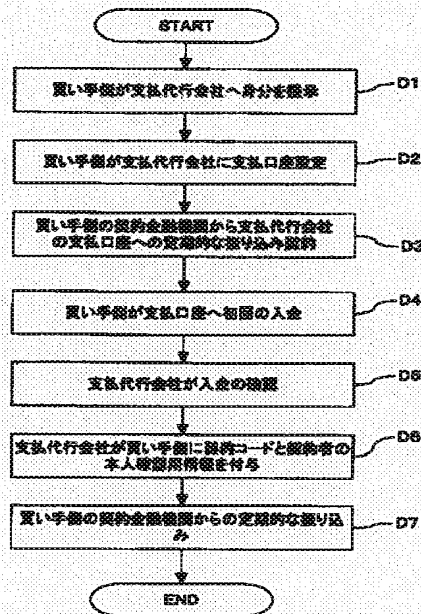 START
買い手側が支払代行会社へ身分を提示
D1
買い手側が支払代行会社に支払口座設定
D2
買い手側の契約金融機関から支払代行会社
の支払口座への定期的な振り込み契約
D3
買い手側が支払口座へ初回の入金
D4
支払代行会社が入金の確認
D5
支払代行会社が買い手側に契約コードと契約者の
本人確認用情報を付与
D6
買い手側の契約金融機関からの定期的な振り込
み
D7
END